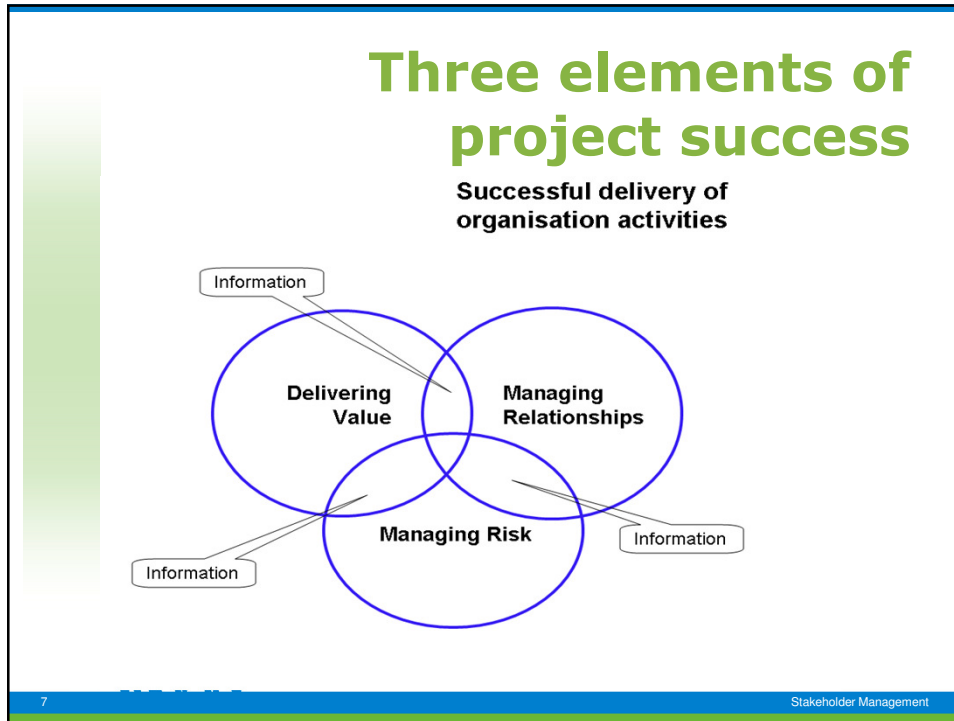 Three elements of
project success
Successful delivery of
organisation activities
Information
Delivering
Value
Managing
Relationships
Managing Risk
Information
Information
7
Stakeholder Management